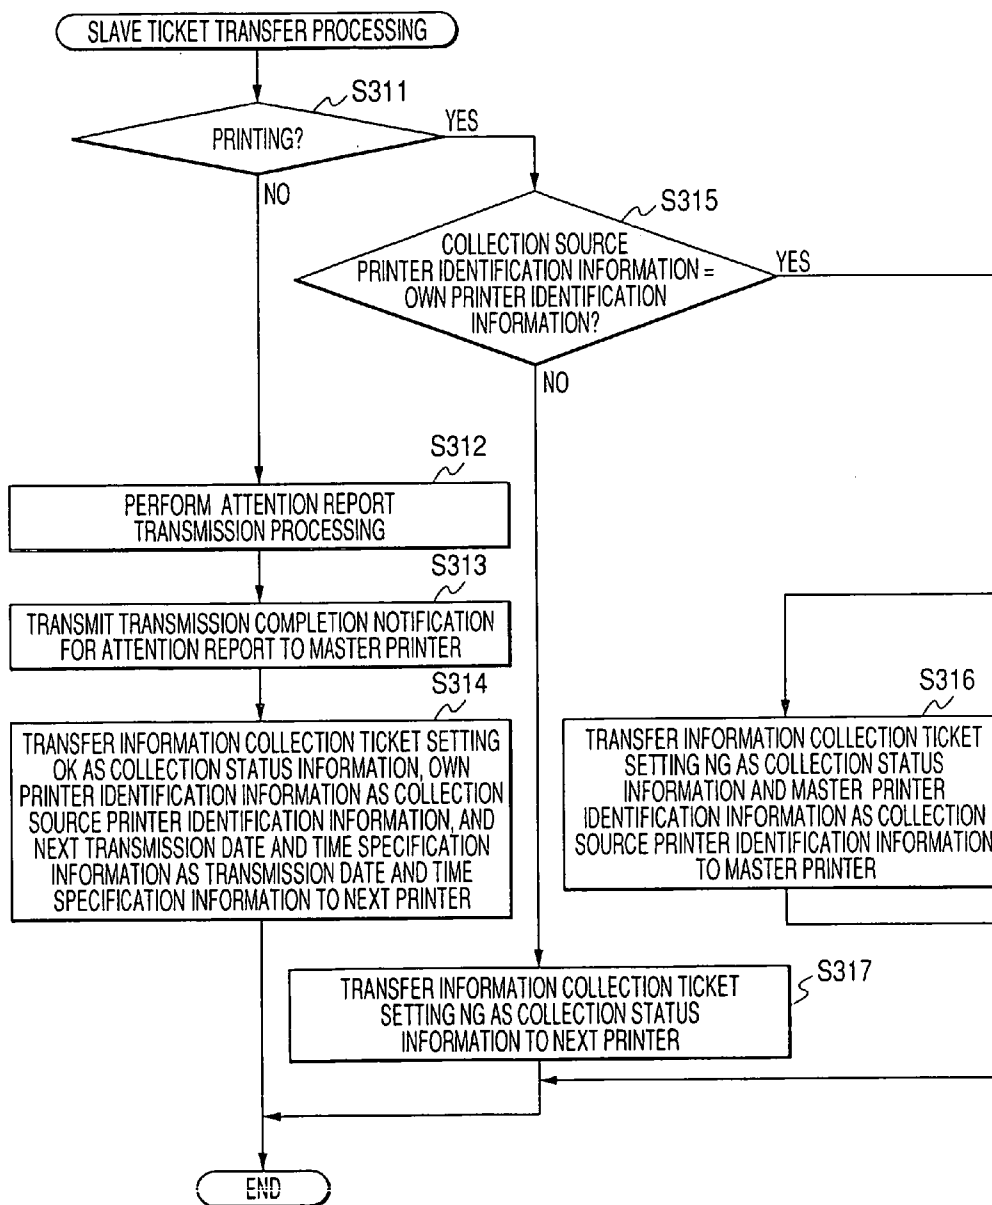 SLAVE TICKET TRANSFER PROCESSING
S311
PRINTING?
YES
NO
S315
COLLECTION SOURCE
PRINTER IDENTIFICATION INFORMATION =
OWN PRINTER IDENTIFICATION
INFORMATION?
YES
NO
S312
PERFORM ATTENTION REPORT
TRANSMISSION PROCESSING
S313
TRANSMIT TRANSMISSION COMPLETION NOTIFICATION
FOR ATTENTION REPORT TO MASTER PRINTER
S314
TRANSFER INFORMATION COLLECTION TICKET SETTING
OK AS COLLECTION STATUS INFORMATION, OWN
PRINTER IDENTIFICATION INFORMATION AS COLLECTION
SOURCE PRINTER IDENTIFICATION INFORMATION, AND
NEXT TRANSMISSION DATE AND TIME SPECIFICATION
INFORMATION AS TRANSMISSION DATE AND TIME
SPECIFICATION INFORMATION TO NEXT PRINTER
S316
TRANSFER INFORMATION COLLECTION TICKET
SETTING NG AS COLLECTION STATUS
INFORMATION AND MASTER PRINTER
IDENTIFICATION INFORMATION AS COLLECTION
SOURCE PRINTER IDENTIFICATION INFORMATION
TO MASTER PRINTER
S317
TRANSFER INFORMATION COLLECTION TICKET
SETTING NG AS COLLECTION STATUS
INFORMATION TO NEXT PRINTER
END